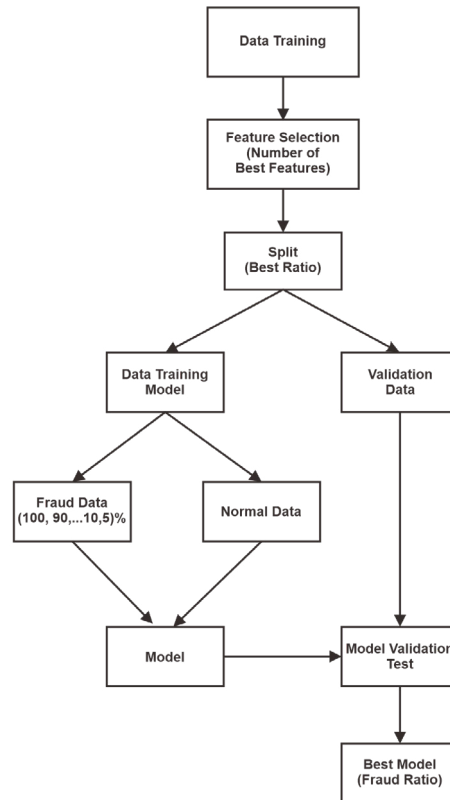 Data Training
Feature Selection
(Number of
Best Features)
Split
(Best Ratio)
Data Training
Model
Validation
Data
Fraud Data
(100, 90,...10,5)%
Normal Data
Model
Model Validation
Test
Best Model
(Fraud Ratio)